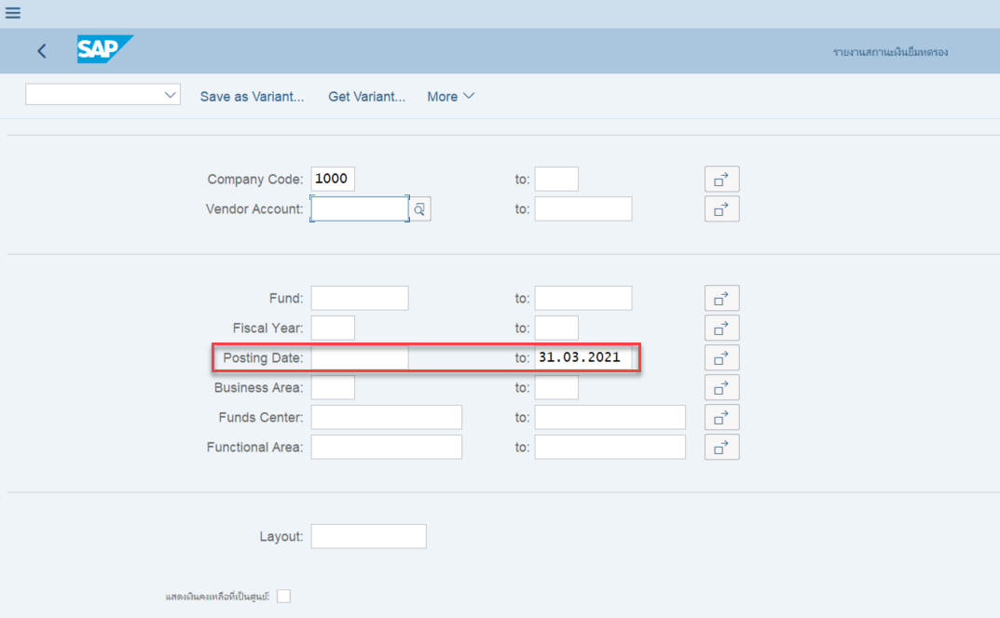 SAP
รายงานสถานะเงินยืมทดรอง
Save as Variant... Get Variant... More
Company Code: 1000 to:
Vendor Account: to:
Fund: to:
Fiscal Year: to:
Posting Date: to: 31.03.2021
Business Area: to:
Funds Center: to:
Functional Area: to:
Layout:
แสดงเงินคงเหลือที่เป็นศูนย์: